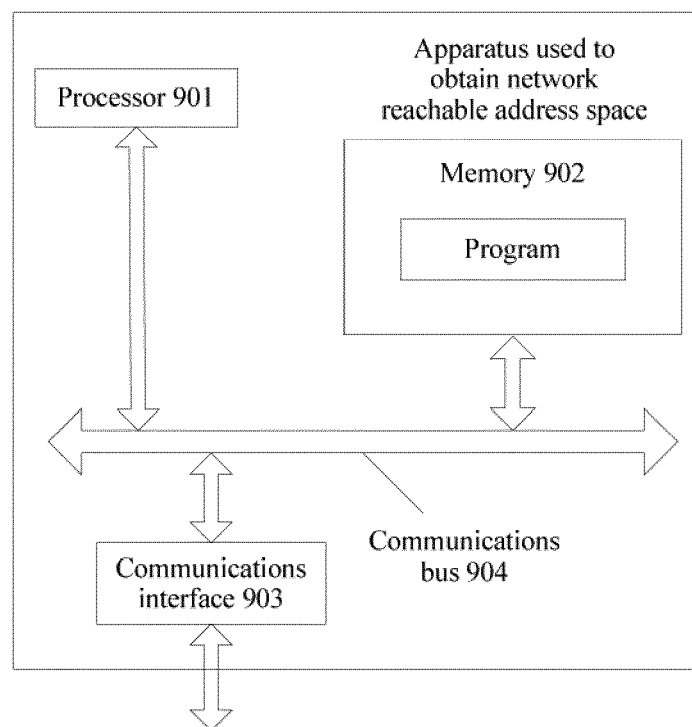 Processor 901
Apparatus used to
obtain network
reachable address space
Memory 902
Program
Communications
bus 904
Communications
interface 903